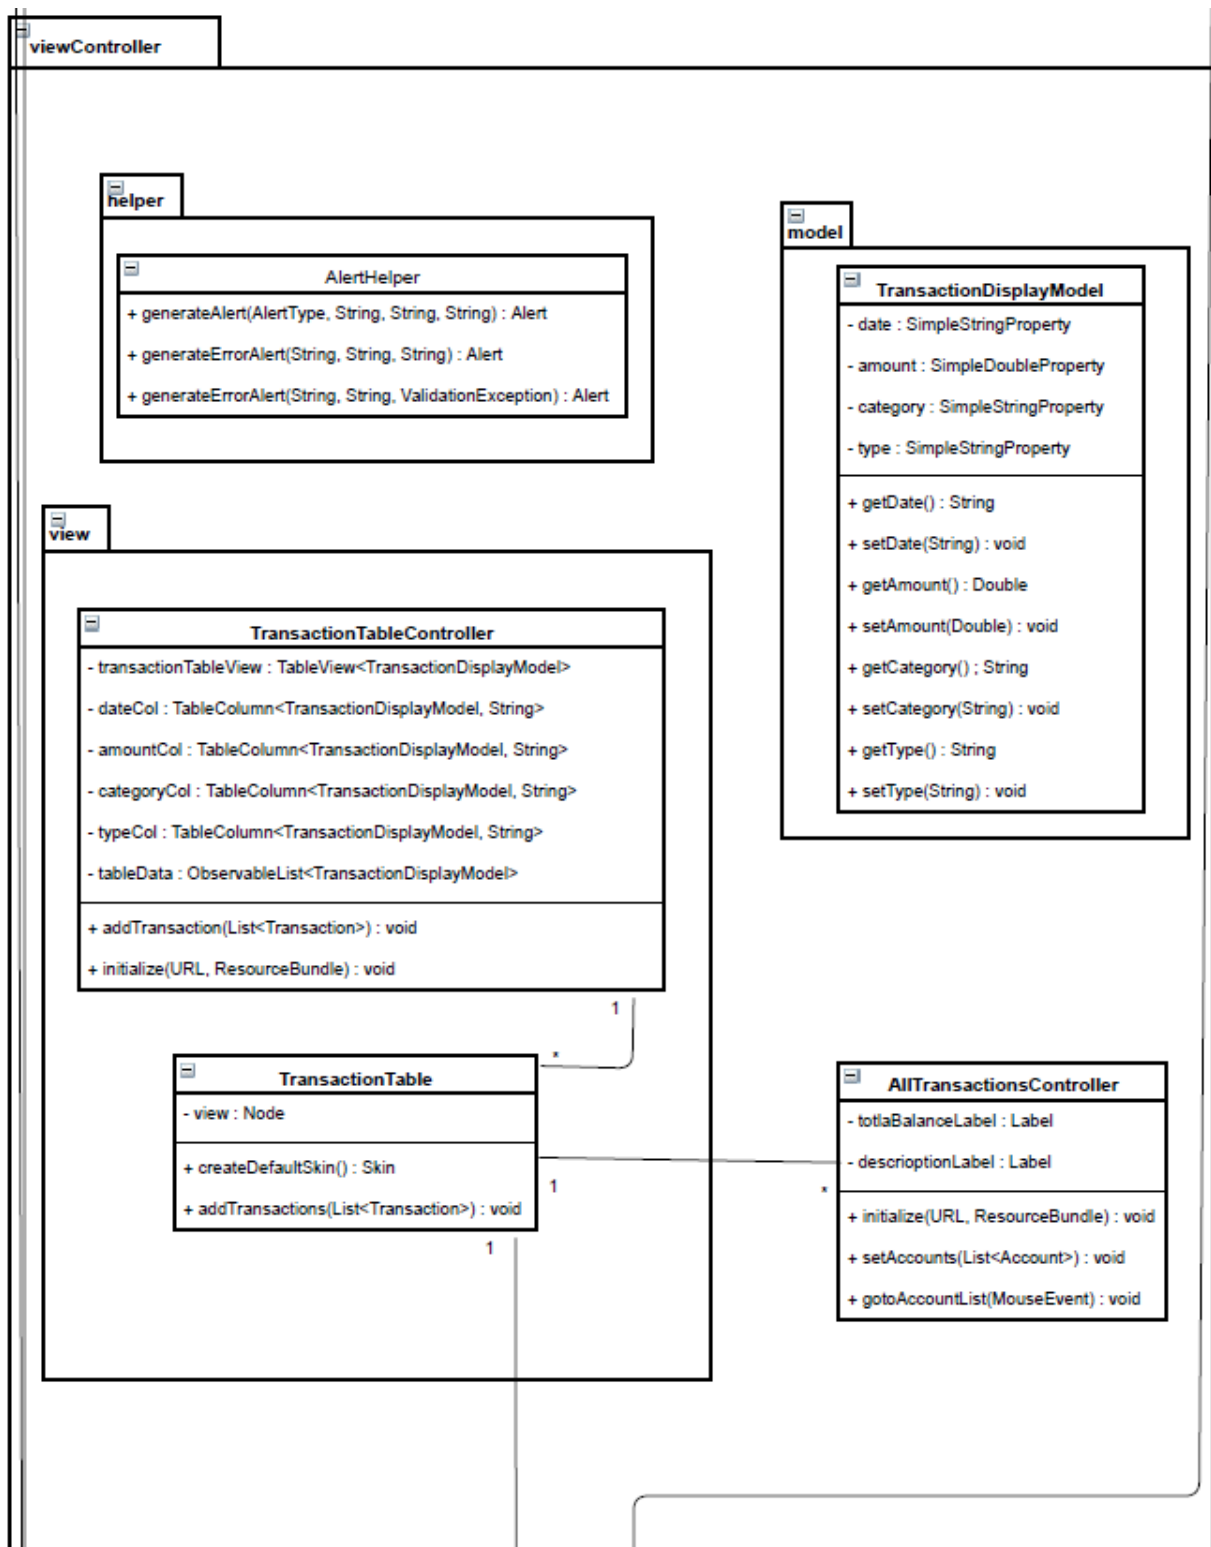 viewController
helper
AlertHelper
+ generateAlert(AlertType, String, String, String) : Alert
+ generateErrorAlert(String, String, String) : Alert
+ generateErrorAlert(String, String, ValidationException) : Alert
model
TransactionDisplayModel
- date : SimpleStringProperty
- amount : SimpleDoubleProperty
- category : SimpleStringProperty
- type : SimpleStringProperty
+ getDate() : String
+ setDate(String) : void
+ getAmount() : Double
+ setAmount(Double) : void
+ getCategory() ; String
+ setCategory(String) : void
+ getType() : String
+ setType(String) : void
view
TransactionTableController
- transactionTableView : TableView<TransactionDisplayModel>
- dateCol : TableColumn<TransactionDisplayModel, String>
- amountCol : TableColumn<TransactionDisplayModel, String>
- categoryCol : TableColumn<TransactionDisplayModel, String>
- typeCol : TableColumn<TransactionDisplayModel, String>
- tableData : ObservableList<TransactionDisplayModel>
+ addTransaction(List<Transaction>) : void
+ initialize(URL, ResourceBundle) : void
1
*
TransactionTable
- view : Node
+ createDefaultSkin() : Skin
+ addTransactions(List<Transaction>) : void
1
*
1
AllTransactionsController
- totlaBalanceLabel : Label
- descrioptionLabel : Label
+ initialize(URL, ResourceBundle) : void
+ setAccounts(List<Account>) : void
+ gotoAccountList(MouseEvent) : void